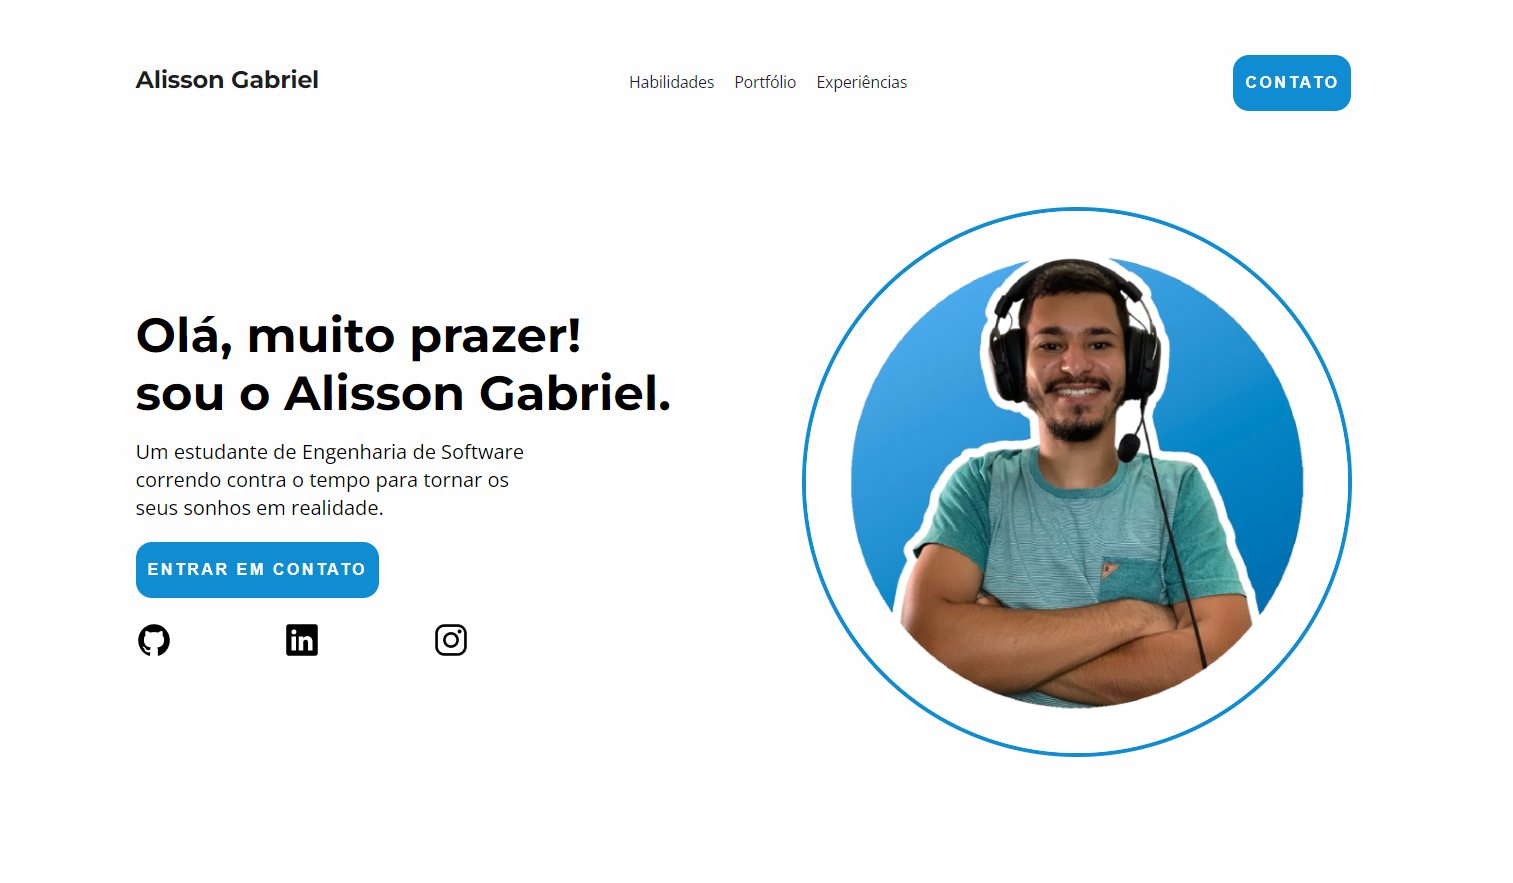 Alisson Gabriel
Habilidades Portfólio Experiências
CONTATO
Olá, muito prazer!
sou o Alisson Gabriel.
Um estudante de Engenharia de Software
correndo contra o tempo para tornar os
seus sonhos em realidade.
ENTRAR EM CONTATO
in